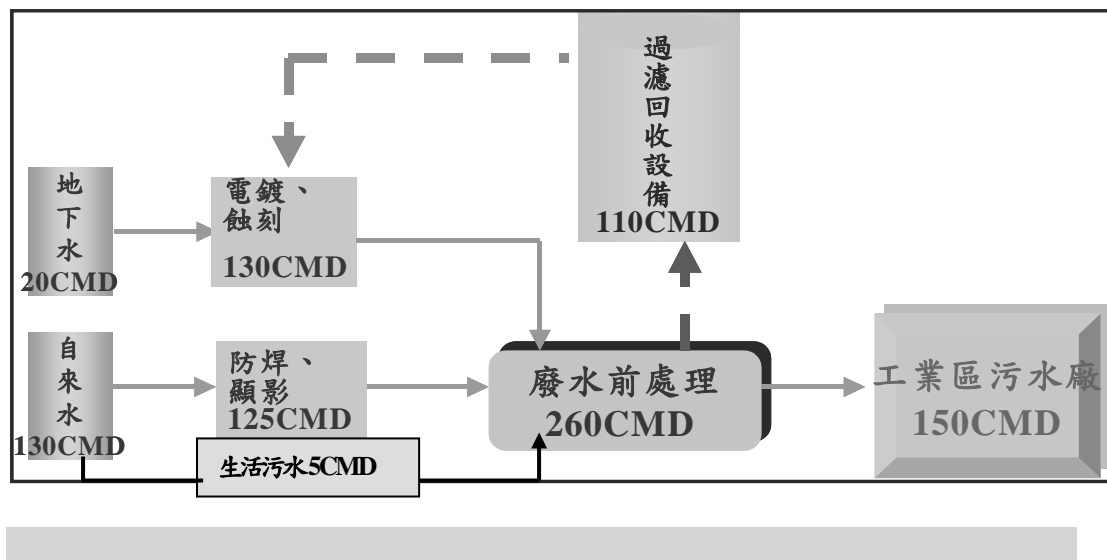 過濾回收設備
110CMD
地下水
20CMD
電鍍、
蝕刻
130CMD
自來水
130CMD
防焊、
顯影
125CMD
生活污水5CMD
廢水前處理
260CMD
工業區污水廠
150CMD